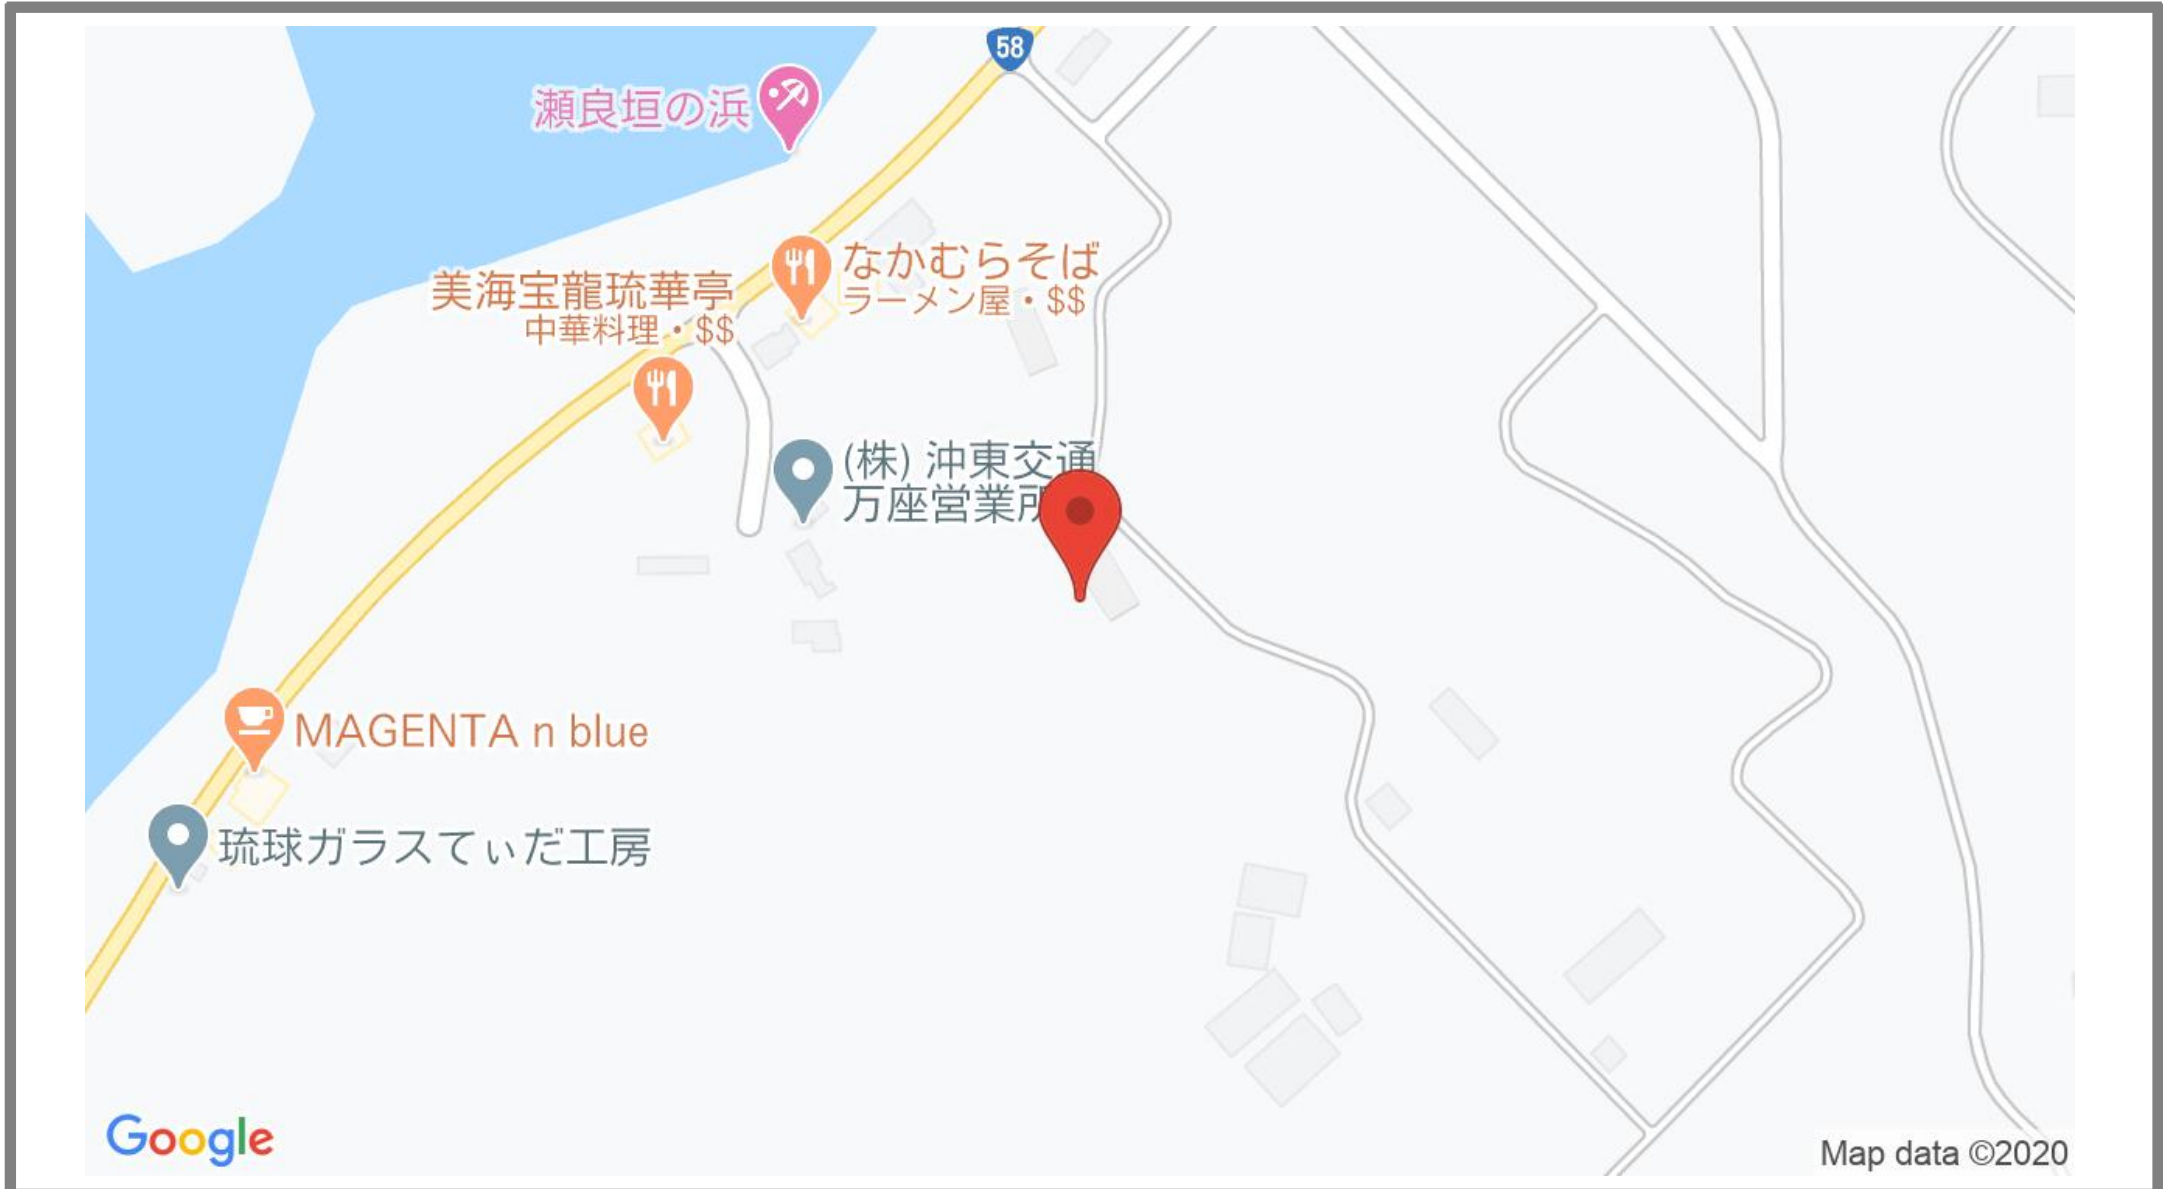 58
瀬良垣の浜
なかむらそば
ラーメン屋・$$
美海宝龍琉華亭
中華料理・$$
(株) 沖東交通
万座営業所
MAGENTA n blue
琉球ガラスてぃだ工房
Google
Map data ©2020